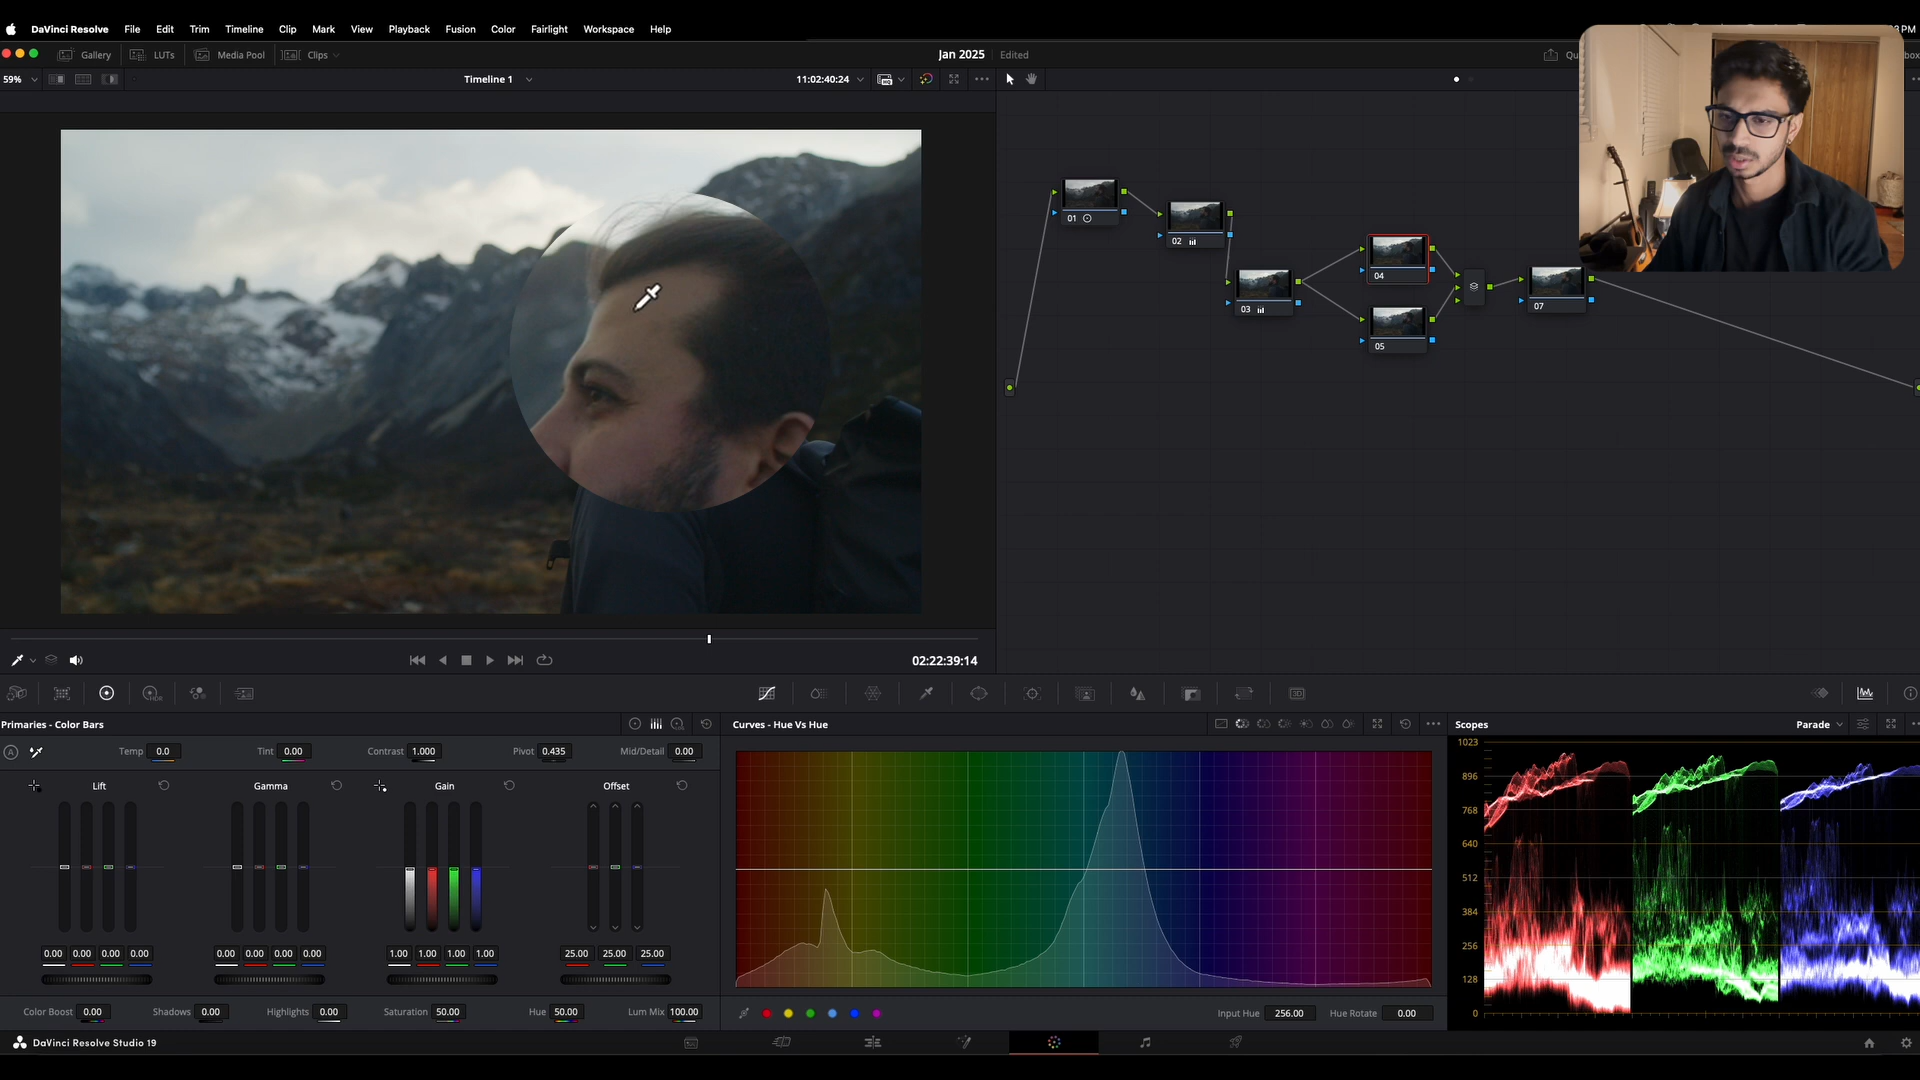 DaVinci Resolve File Edit Trim Timeline Clip Mark View Playback Fusion Color Fairlight Workspace Help
3 PM
Gallery LUTs Media Pool Clips
Jan 2025 Edited
59% Timeline 1 11:02:40:24
01
02
03
04
05
07
02:22:39:14
HDR
3D
Primaries - Color Bars
Curves - Hue Vs Hue
Scopes Parade
A Temp 0.0 Tint 0.00 Contrast 1.000 Pivot 0.435 Mid/Detail 0.00
Lift Gamma Gain Offset
0.00 0.00 0.00 0.00 0.00 0.00 0.00 0.00 1.00 1.00 1.00 1.00 25.00 25.00 25.00
Color Boost 0.00 Shadows 0.00 Highlights 0.00 Saturation 50.00 Hue 50.00 Lum Mix 100.00
Input Hue 256.00 Hue Rotate 0.00
1023
896
768
640
512
384
256
128
0
DaVinci Resolve Studio 19